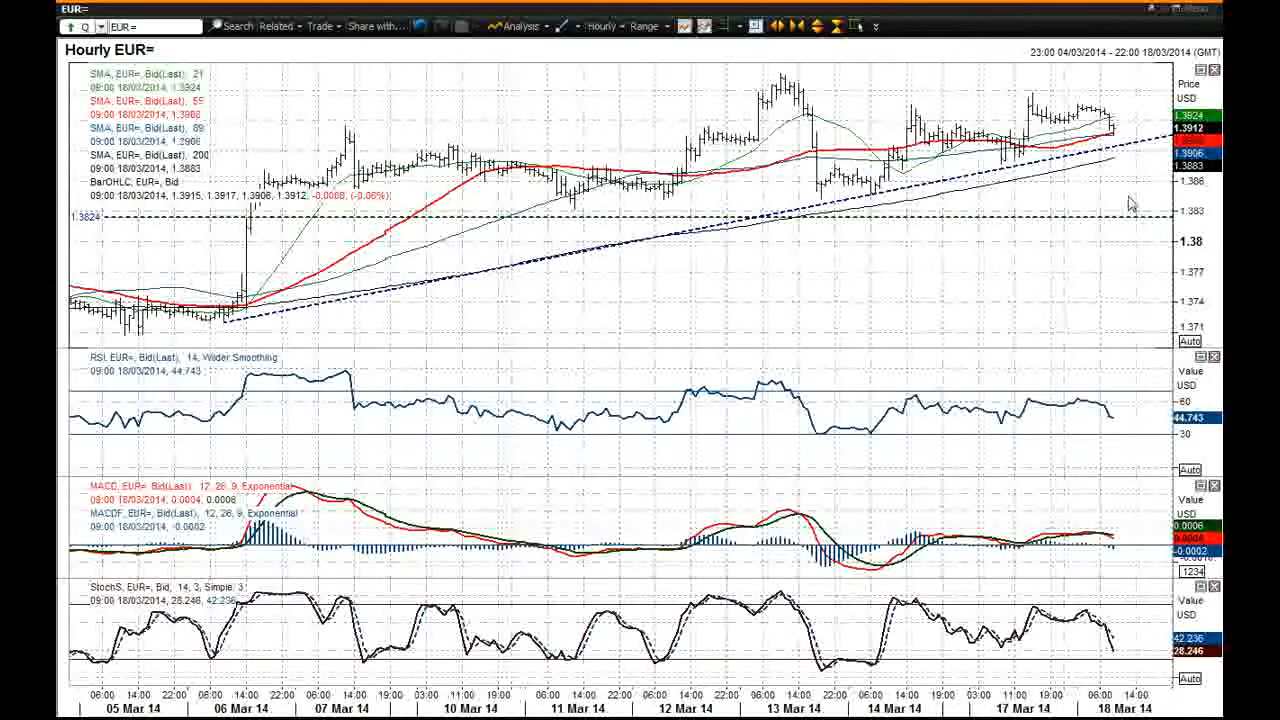 EUR=
Q EUR= Search Related Trade Share with... Analysis Hourly Range
Hourly EUR=
23:00 04/03/2014 - 22:00 18/03/2014 (GMT)
SMA, EUR=, Bid(Last), 21
09:00 18/03/2014, 1.3924
SMA, EUR=, Bid(Last), 55
09:00 18/03/2014, 1.3908
SMA, EUR=, Bid(Last), 89
09:00 18/03/2014, 1.3906
SMA, EUR=, Bid(Last), 200
09:00 18/03/2014, 1.3883
BarOHLC, EUR=, Bid
09:00 18/03/2014, 1.3915, 1.3917, 1.3906, 1.3912, -0.0008, (-0.06%)
1.3824
Price
USD
1.3924
1.3912
1.3906
1.3883
1.386
1.383
1.38
1.377
1.374
1.371
Auto
RSI, EUR=, Bid(Last), 14, Wilder Smoothing
09:00 18/03/2014, 44.743
Value
USD
60
44.743
30
Auto
MACD, EUR=, Bid(Last), 12, 26, 9, Exponential
09:00 18/03/2014, 0.0004, 0.0006
MACDF, EUR=, Bid(Last), 12, 26, 9, Exponential
09:00 18/03/2014, -0.0002
Value
USD
0.0006
0.0004
-0.0002
1234
StochS, EUR=, Bid, 14, 3, Simple, 3
09:00 18/03/2014, 28.246, 42.236
Value
USD
42.236
28.246
Auto
06:00 14:00 22:00 08:00 14:00 22:00 06:00 14:00 22:00 03:00 11:00 19:00 06:00 14:00 22:00 06:00 14:00 22:00 06:00 14:00 22:00 06:00 14:00 19:00 03:00 11:00 19:00 06:00 14:00
05 Mar 14 06 Mar 14 07 Mar 14 10 Mar 14 11 Mar 14 12 Mar 14 13 Mar 14 14 Mar 14 17 Mar 14 18 Mar 14